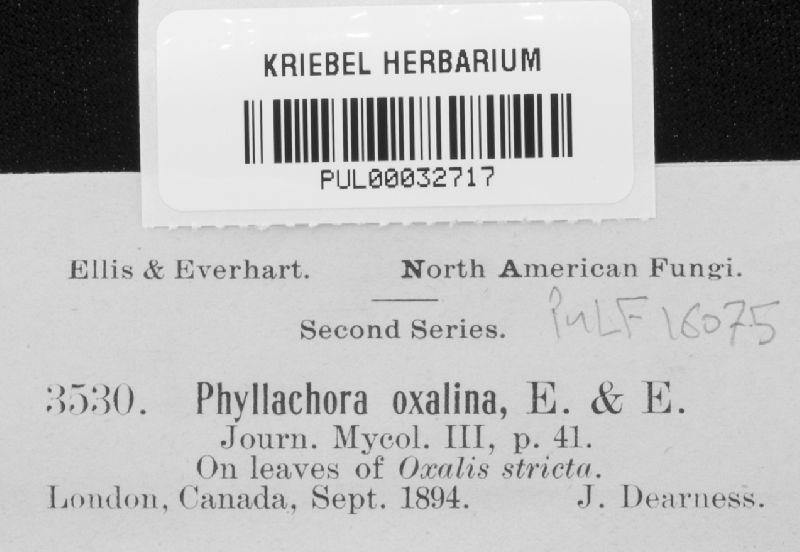 KRIEBEL HERBARIUM
PUL00032717
Ellis & Everhart. North American Fungi.
Second Series.
PuLF 16075
3530. Phyllachora oxalina, E. & E.
Journ. Mycol. III, p. 41.
On leaves of Oxalis stricta.
London, Canada, Sept. 1894. J. Dearness.